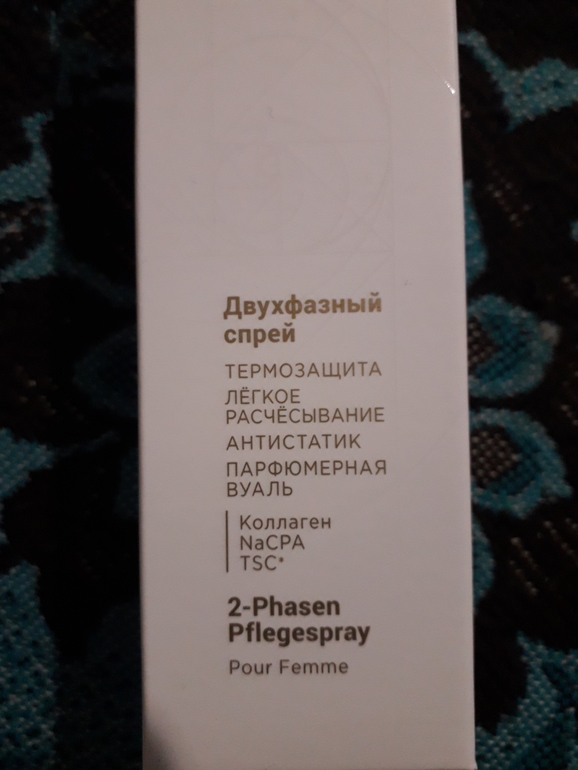 Двухфазный
спрей
ТЕРМОЗАЩИТА
ЛЁГКОЕ
РАСЧЁСЫВАНИЕ
АНТИСТАТИК
ПАРФЮМЕРНАЯ
ВУАЛЬ
Коллаген
NaCPA
TSC*
2-Phasen
Pflegespray
Pour Femme